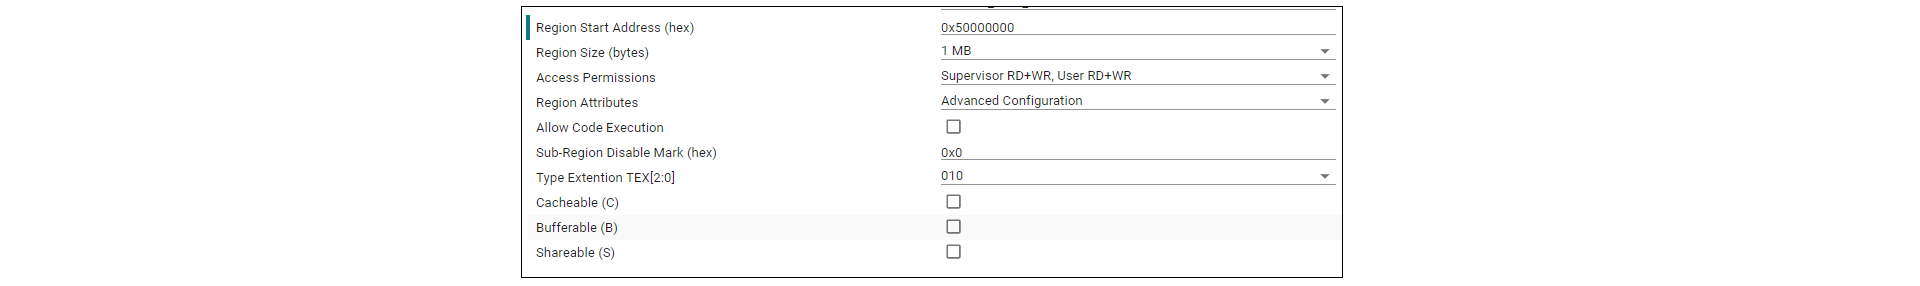 Region Start Address (hex) 0x50000000
Region Size (bytes) 1 MB
Access Permissions Supervisor RD+WR, User RD+WR
Region Attributes Advanced Configuration
Allow Code Execution
Sub-Region Disable Mark (hex) 0x0
Type Extention TEX[2:0] 010
Cacheable (C)
Bufferable (B)
Shareable (S)